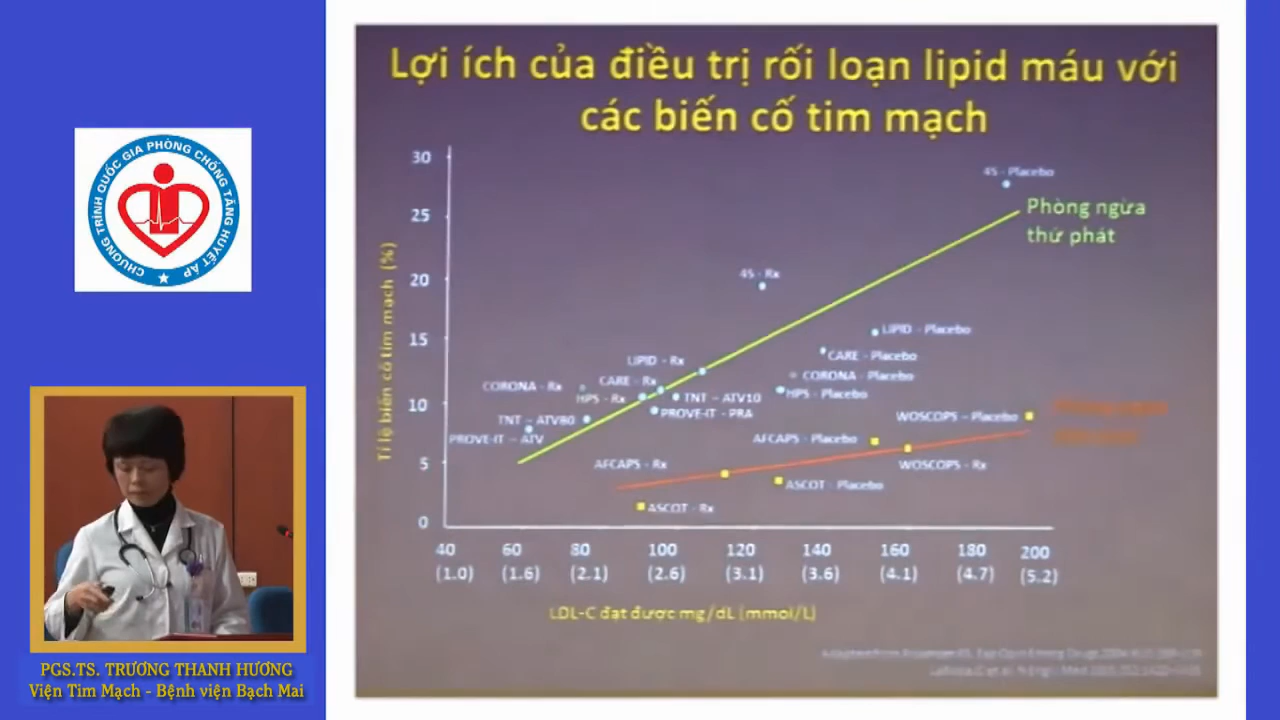 Lợi ích của điều trị rối loạn lipid máu với
các biến cố tim mạch
CHƯƠNG TRÌNH QUỐC GIA PHÒNG CHỐNG TĂNG HUYẾT ÁP
30
25
20
15
10
5
0
Tỉ lệ biến cố tim mạch (%)
4S - Placebo
Phòng ngừa
thứ phát
4S - Rx
LIPID - Placebo
LIPID - Rx
CARE - Placebo
CORONA - Rx
CARE - Rx
CORONA - Placebo
HPS - Rx
TNT – ATV10
HPS - Placebo
TNT – ATV80
PROVE-IT - PRA
WOSCOPS – Placebo
PROVE-IT – ATV
AFCAPS - Placebo
AFCAPS - Rx
WOSCOPS - Rx
ASCOT - Placebo
ASCOT - Rx
40 60 80 100 120 140 160 180 200
(1.0) (1.6) (2.1) (2.6) (3.1) (3.6) (4.1) (4.7) (5.2)
LDL-C đạt được mg/dL (mmol/L)
PGS.TS. TRƯƠNG THANH HƯƠNG
Viện Tim Mạch - Bệnh viện Bạch Mai